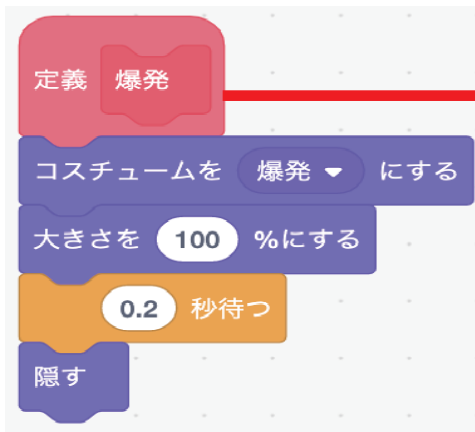 定義 爆発
コスチュームを 爆発 にする
大きさを 100 %にする
0.2 秒待つ
隠す